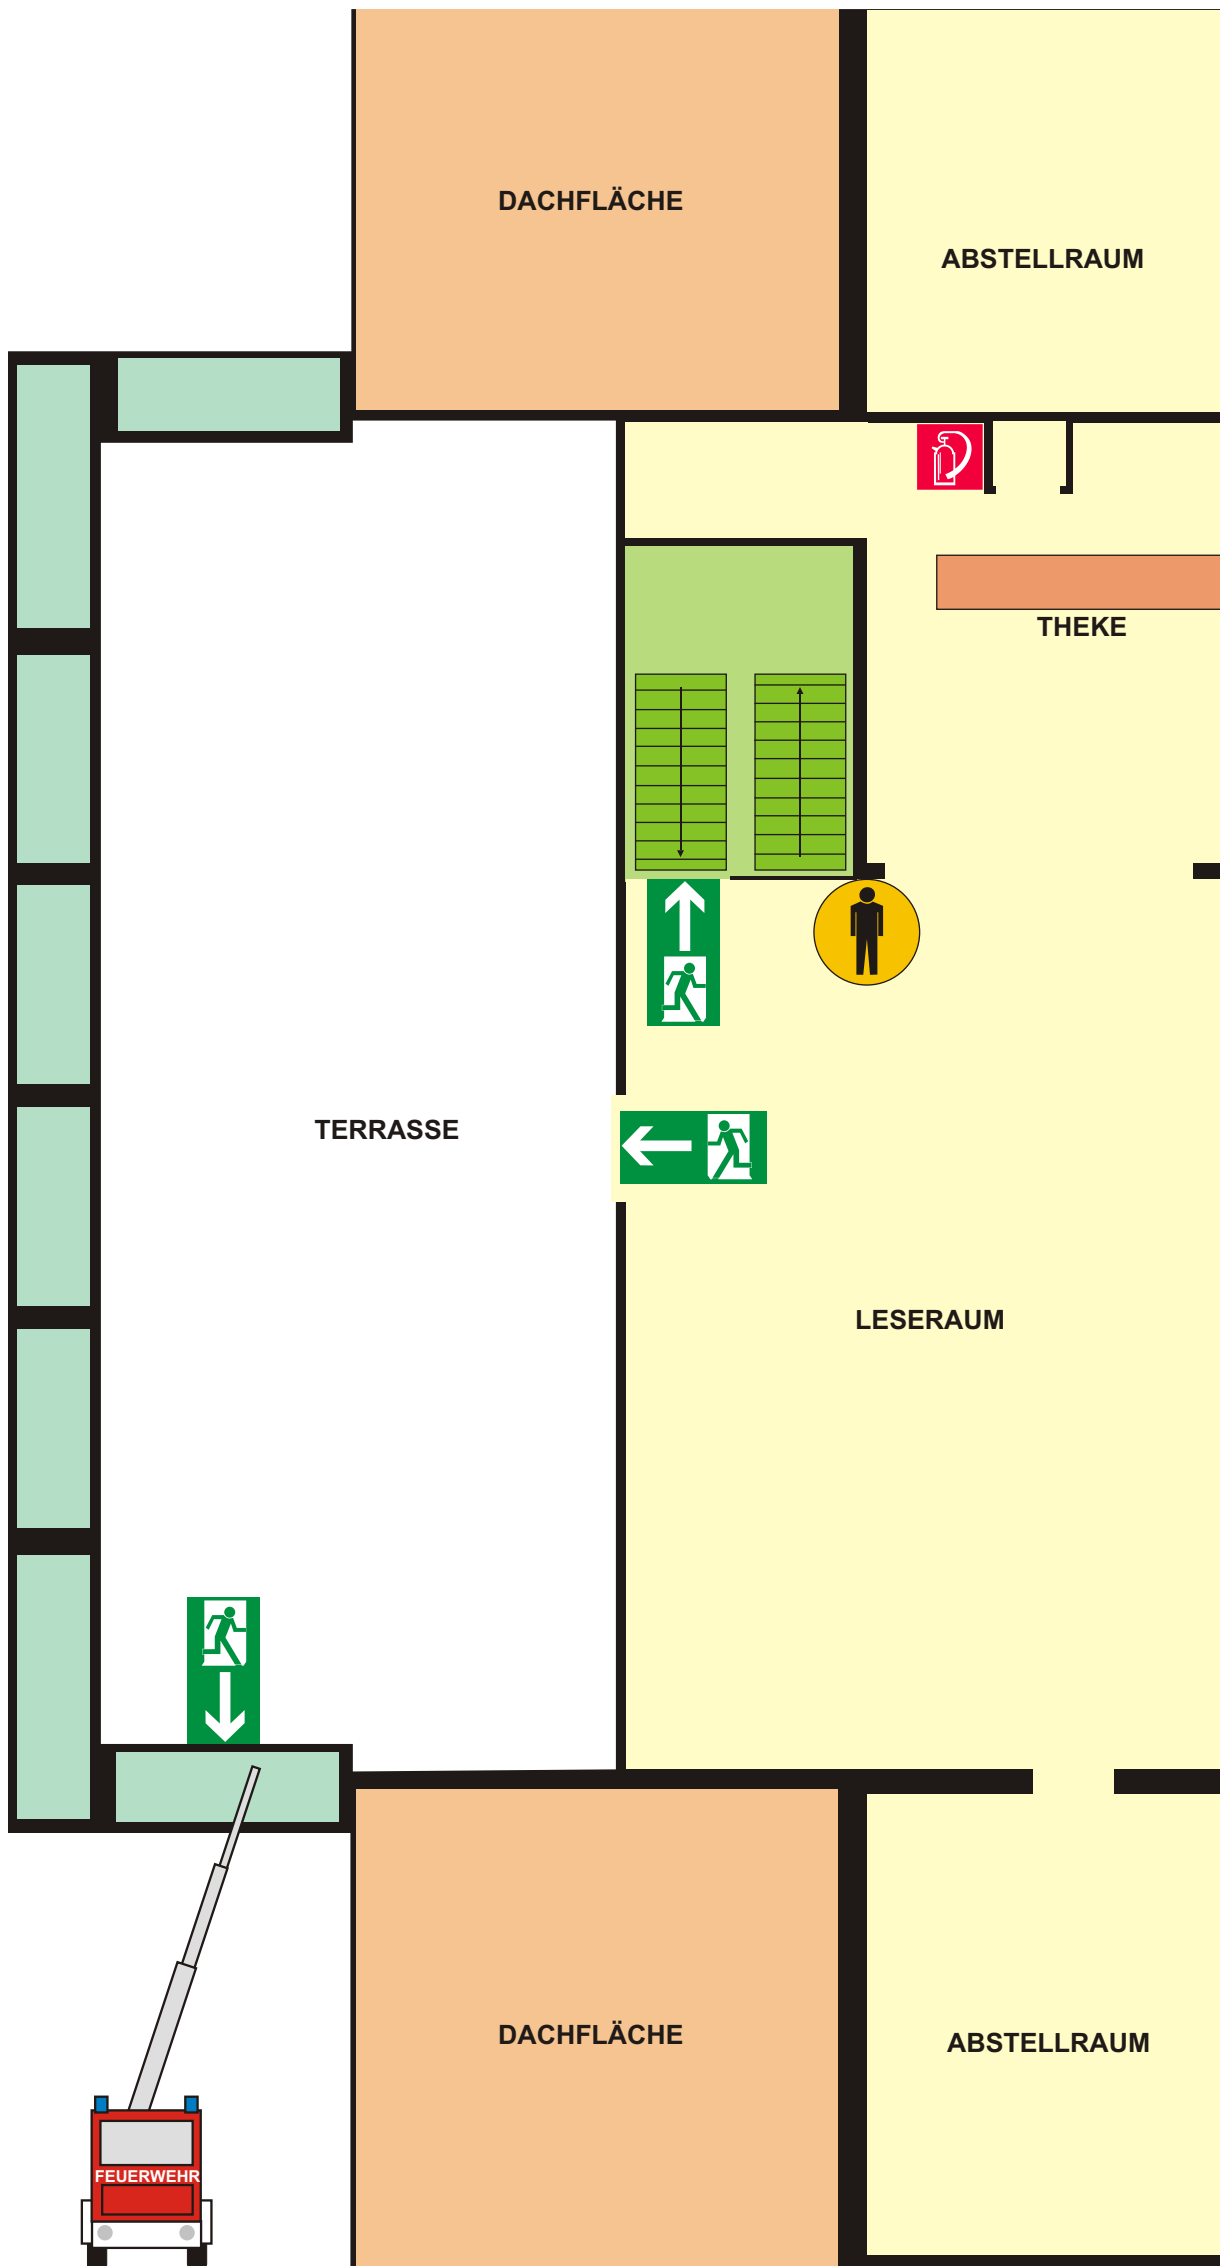 DACHFLÄCHE
ABSTELLRAUM
THEKE
TERRASSE
LESERAUM
DACHFLÄCHE
ABSTELLRAUM
FEUERWEHR